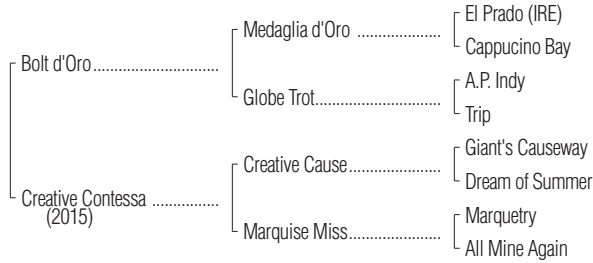 El Prado (IRE)
Medaglia d'Oro ..................
Cappucino Bay
Bolt d'Oro...........................
A.P. Indy
Globe Trot...........................
Trip
Giant's Causeway
Creative Cause....................
Dream of Summer
Creative Contessa ..............
(2015)
Marquetry
Marquise Miss....................
All Mine Again